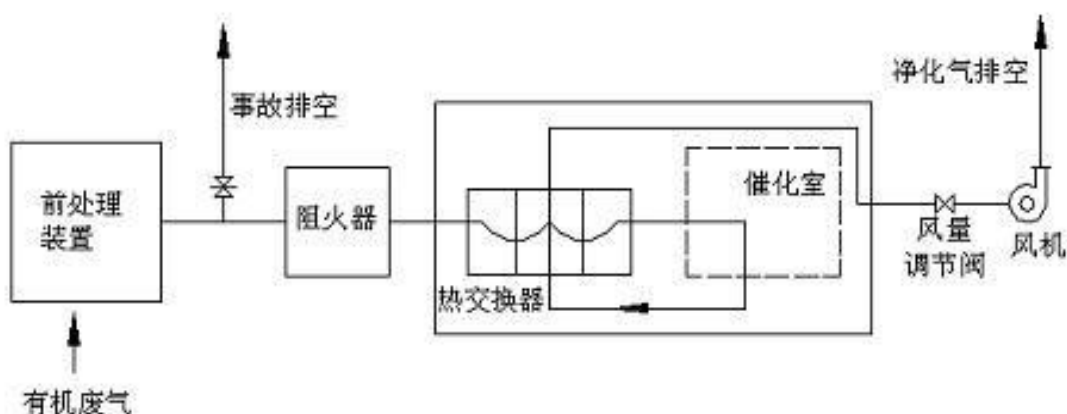 净化气排空
事故排空
前处理
装置
阻火器
催化室
热交换器
风量
调节阀
风机
有机废气